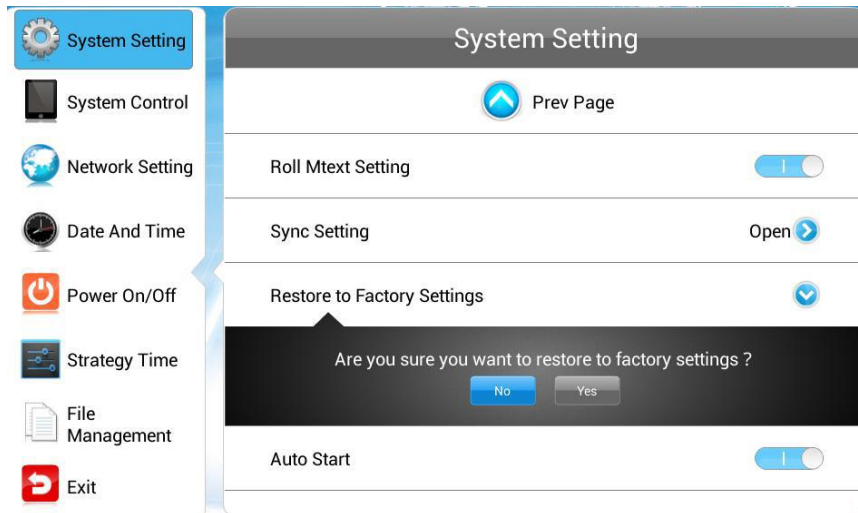 System Setting
System Control
Network Setting
Date And Time
Power On/Off
Strategy Time
File
Management
Exit
System Setting
Prev Page
Roll Mtext Setting
Sync Setting
Open
Restore to Factory Settings
Are you sure you want to restore to factory settings ?
No
Yes
Auto Start